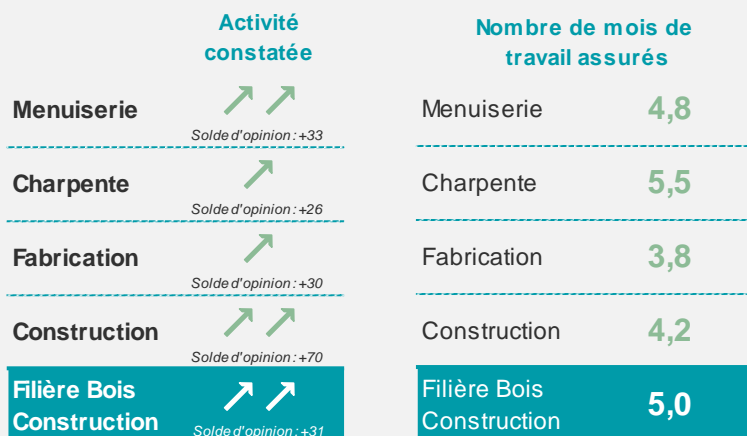 Activité
constatée
Menuiserie
Solde d'opinion : +33
Charpente
Solde d'opinion : +26
Fabrication
Solde d'opinion : +30
Construction
Solde d'opinion : +70
Filière Bois
Construction
Solde d'opinion : +31
Nombre de mois de
travail assurés
Menuiserie 4,8
Charpente 5,5
Fabrication 3,8
Construction 4,2
Filière Bois
Construction 5,0